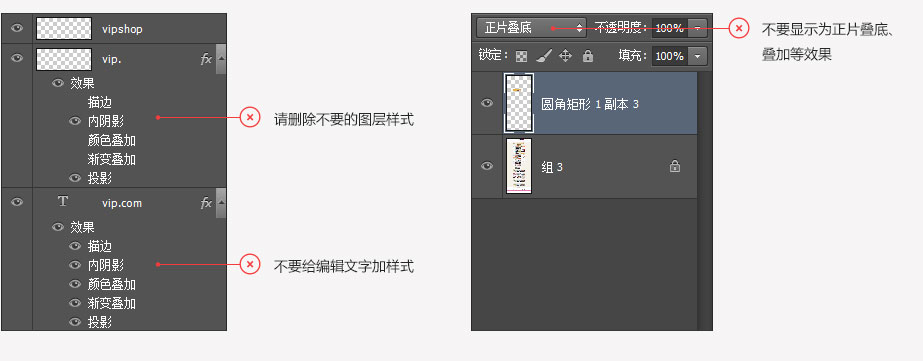 vipshop
vip.
fx
效果
描边
内阴影
颜色叠加
渐变叠加
投影
请删除不要的图层样式
T
vip.com
fx
效果
描边
内阴影
颜色叠加
渐变叠加
投影
不要给编辑文字加样式
正片叠底
不透明度: 100%
锁定:
填充: 100%
圆角矩形 1 副本 3
组 3
不要显示为正片叠底、
叠加等效果